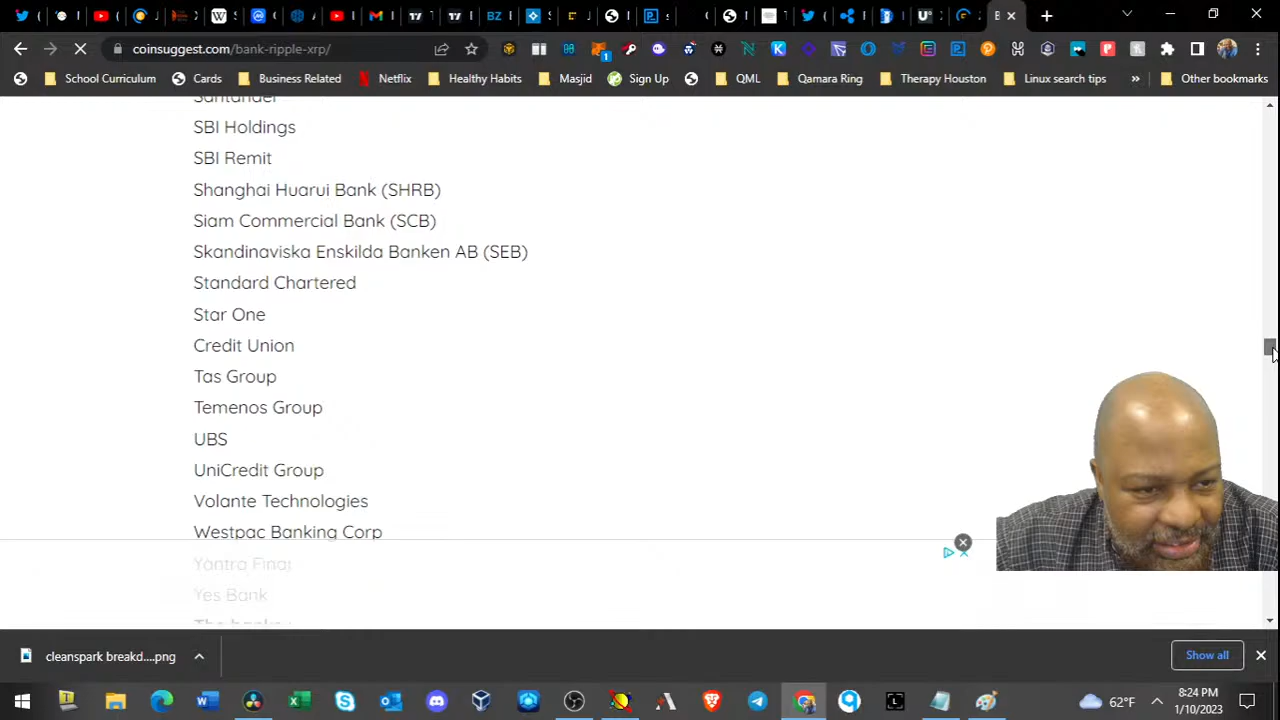 coinsuggest.com/bank-ripple-xrp/
School Curriculum
Cards
Business Related
Netflix
Healthy Habits
Masjid
Sign Up
QML
Qamara Ring
Therapy Houston
Linux search tips
»
Other bookmarks
Santander
SBI Holdings
SBI Remit
Shanghai Huarui Bank (SHRB)
Siam Commercial Bank (SCB)
Skandinaviska Enskilda Banken AB (SEB)
Standard Chartered
Star One
Credit Union
Tas Group
Temenos Group
UBS
UniCredit Group
Volante Technologies
Westpac Banking Corp
Yantra Finar
Yes Bank
cleanspark breakd....png
Show all
62°F
8:24 PM
1/10/2023